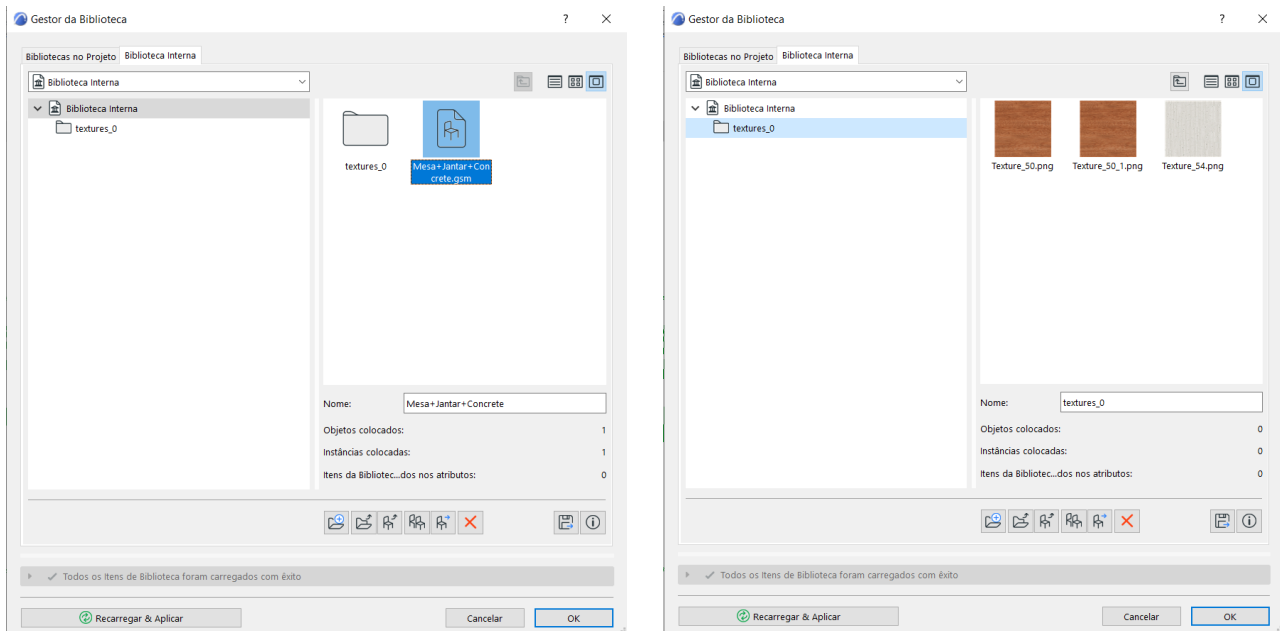 Gestor da Biblioteca
?
Bibliotecas no Projeto
Biblioteca Interna
Biblioteca Interna
Biblioteca Interna
textures_0
textures_0
Mesa+Jantar+Con
crete.gsm
Nome:
Mesa+Jantar+Concrete
Objetos colocados:
1
Instâncias colocadas:
1
Itens da Bibliotec...dos nos atributos:
0
Todos os Itens de Biblioteca foram carregados com êxito
Recarregar & Aplicar
Cancelar
OK
Gestor da Biblioteca
?
Bibliotecas no Projeto
Biblioteca Interna
Biblioteca Interna
Biblioteca Interna
textures_0
Texture_50.png
Texture_50_1.png
Texture_54.png
Nome:
textures_0
Objetos colocados:
0
Instâncias colocadas:
0
Itens da Bibliotec...dos nos atributos:
0
Todos os Itens de Biblioteca foram carregados com êxito
Recarregar & Aplicar
Cancelar
OK